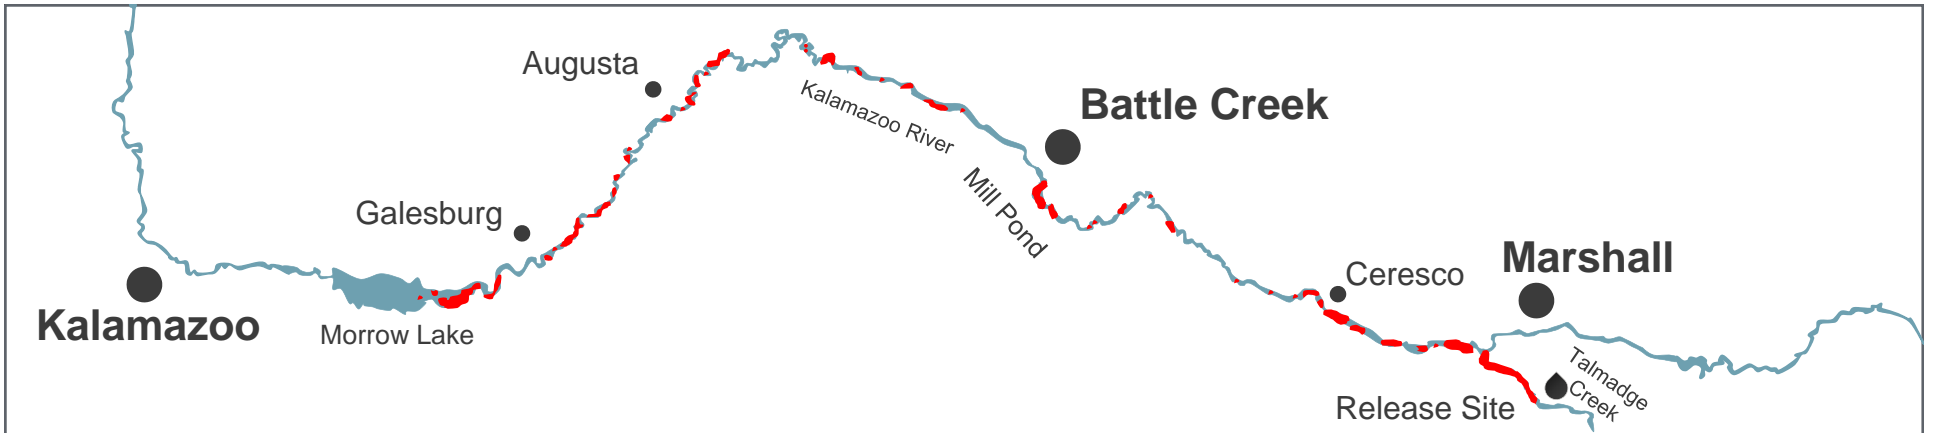 Augusta
Kalamazoo River
Battle Creek
Mill Pond
Galesburg
Kalamazoo
Morrow Lake
Ceresco
Marshall
Talmadge
Creek
Release Site